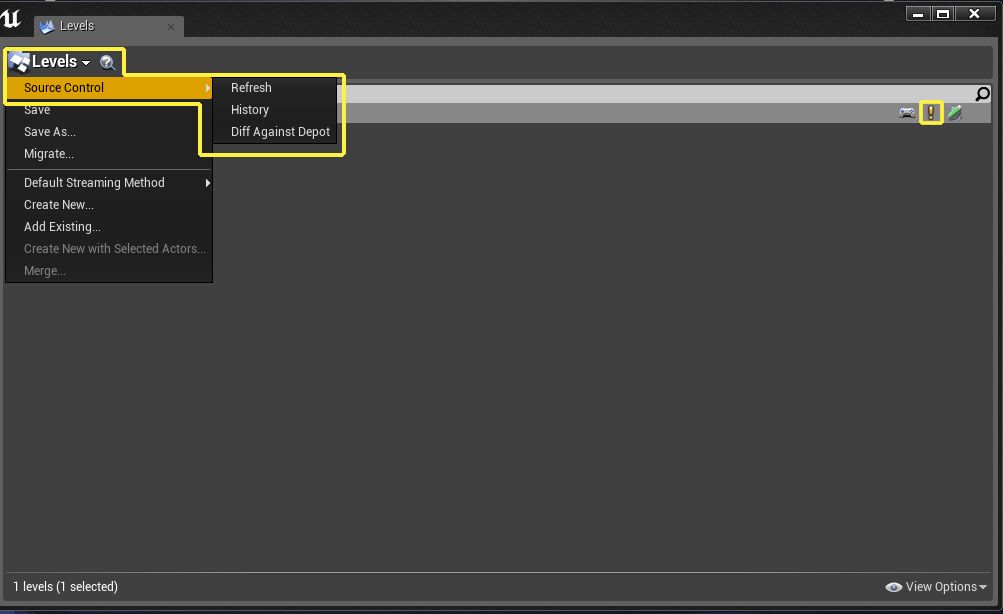 Levels
Levels
Source Control
Refresh
Save
History
Save As...
Diff Against Depot
Migrate...
Default Streaming Method
Create New...
Add Existing...
Create New with Selected Actors...
Merge...
1 levels (1 selected)
View Options